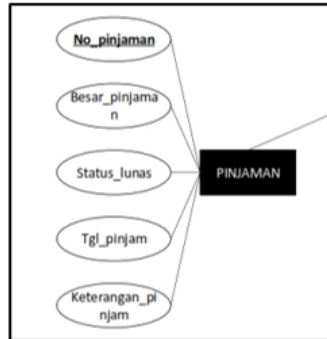 No_pinjaman
Besar_pinjama
n
Status_lunas
PINJAMAN
Tgl_pinjam
Keterangan_pi
njam